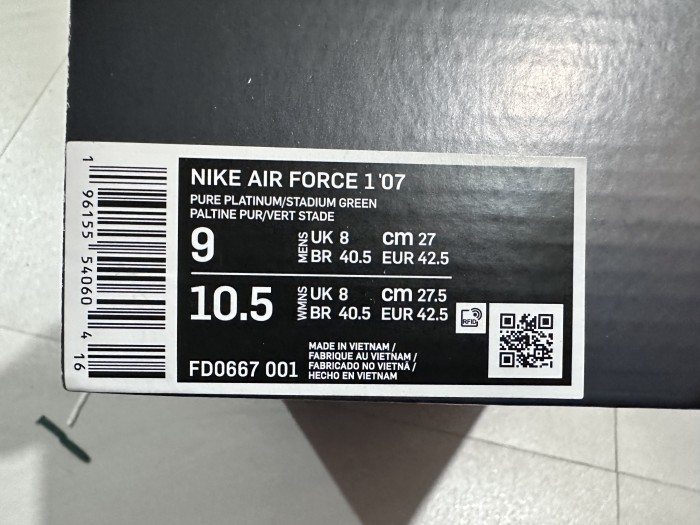 NIKE AIR FORCE 1 '07
PURE PLATINUM/STADIUM GREEN
PALTINE PUR/VERT STADE
9 MENS UK 8 cm 27
BR 40.5 EUR 42.5
10.5 WMNS UK 8 cm 27.5
BR 40.5 EUR 42.5
RFID
MADE IN VIETNAM /
FABRIQUE AU VIETNAM /
FABRICADO NO VIETNÃ /
HECHO EN VIETNAM
FD0667 001
1 96155 54060 4 16